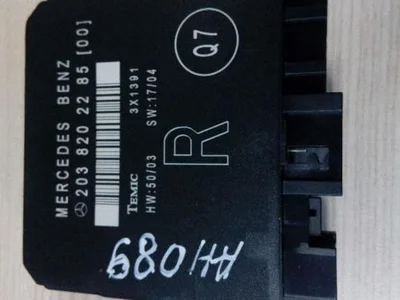 MERCEDES BENZ
203 820 22 85 [00]
TEMIC
3X1391
HW:50/03
SW:17/04
R
Q7
AH089